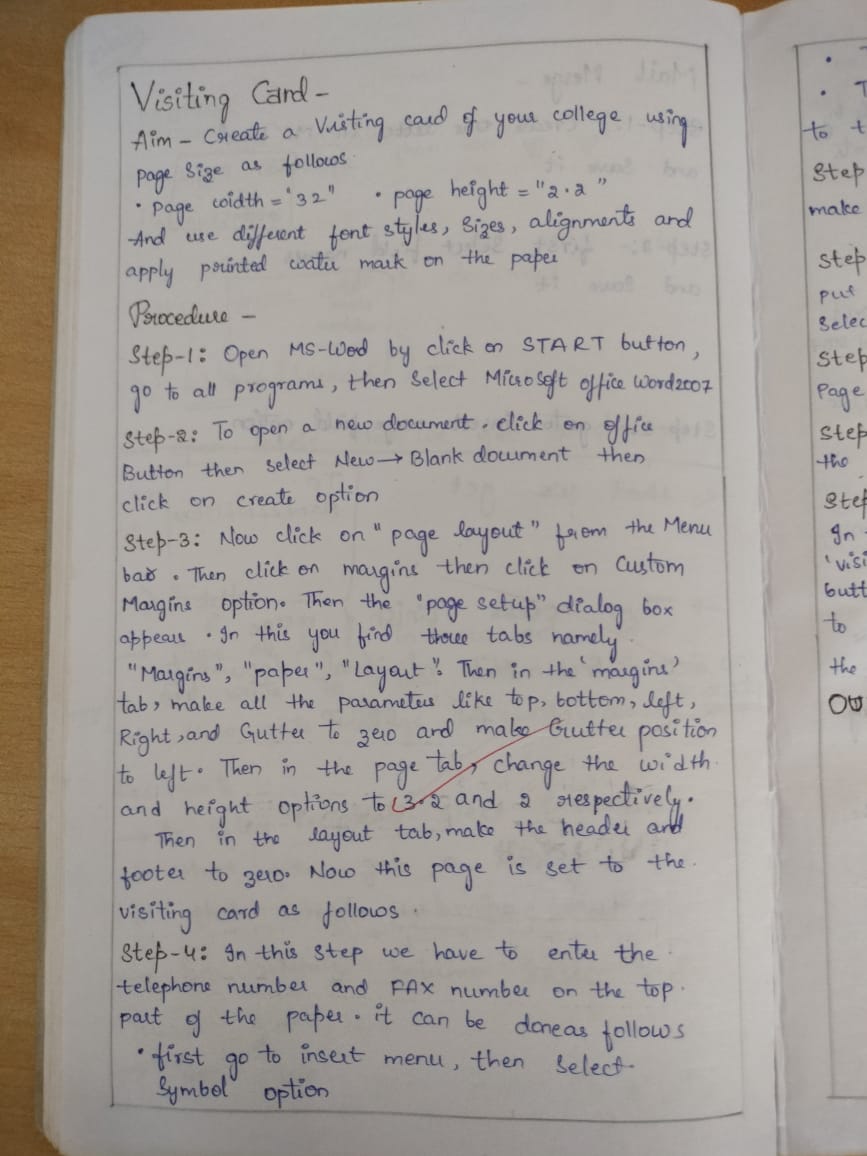 Visiting Card -
Aim - Create a Visting card of your college using
page Size as follows
• page width = "32" • page height = "2.2"
And use different font styles, Sizes, alignments and
apply printed water mark on the paper
Procedure -
Step-1: Open MS-Word by click on START button,
go to all programs, then Select Microsoft office Word2007
Step-2: To open a new document. click on office
Button then select New → Blank document then
click on create option
Step-3: Now click on "page layout" from the Menu
bar. Then click on margins then click on Custom
Margins option. Then the "page setup" dialog box
appears. In this you find three tabs namely
"Margins", "paper", "Layout". Then in the 'margins'
tab, make all the parameters like top, bottom, left,
Right, and Gutter to zero and make Grutter position
to left. Then in the page tab, change the width
and height options to 3.2 and 2 respectively.
Then in the layout tab, make the header and
footer to zero. Now this page is set to the
visiting card as follows.
Step-4: In this Step we have to enter the
telephone number and FAX number on the top
part of the paper. it can be doneas follows
• first go to insert menu, then Select
Symbol option
to t
Step
make
Step
put
Selec
Step
Page
Step
the
Step
In
'visi
butt
to
the
OU